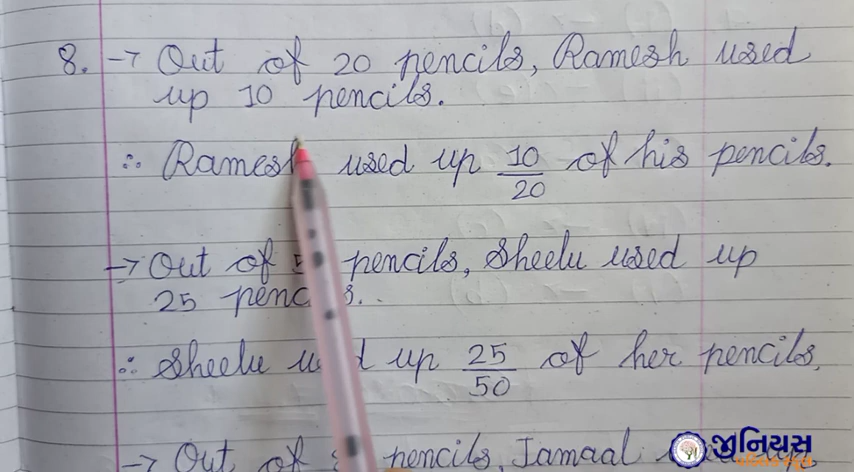 8. → Out of 20 pencils, Ramesh used
up 10 pencils.
∴ Ramesh used up 10/20 of his pencils.
→ Out of 5 pencils, Sheelu used up
25
∴ Sheelu up 25/50 of her pencils.
→ Out of pencils, Jamaal
જીનિયસ